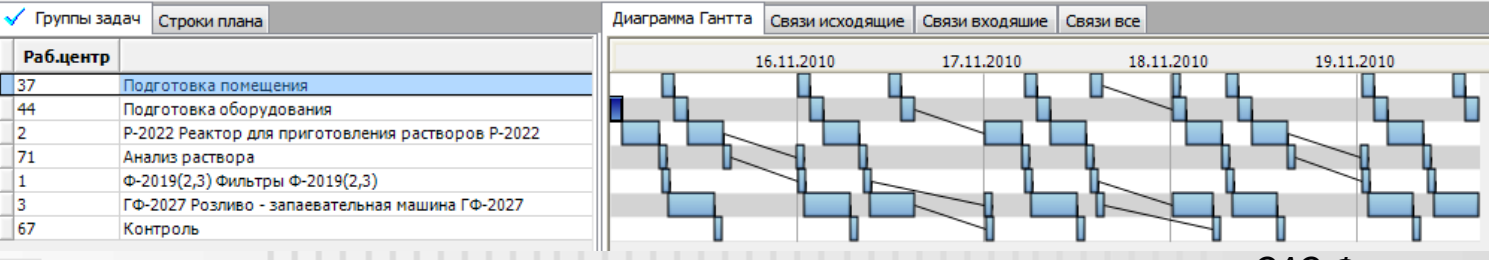 Группы задач Строки плана Диаграмма Гантта Связи исходящие Связи входяшие Связи все
Раб.центр 16.11.2010 17.11.2010 18.11.2010 19.11.2010
37 Подготовка помещения
44 Подготовка оборудования
2 Р-2022 Реактор для приготовления растворов Р-2022
71 Анализ раствора
1 Ф-2019(2,3) Фильтры Ф-2019(2,3)
3 ГФ-2027 Розливо - запаевательная машина ГФ-2027
67 Контроль